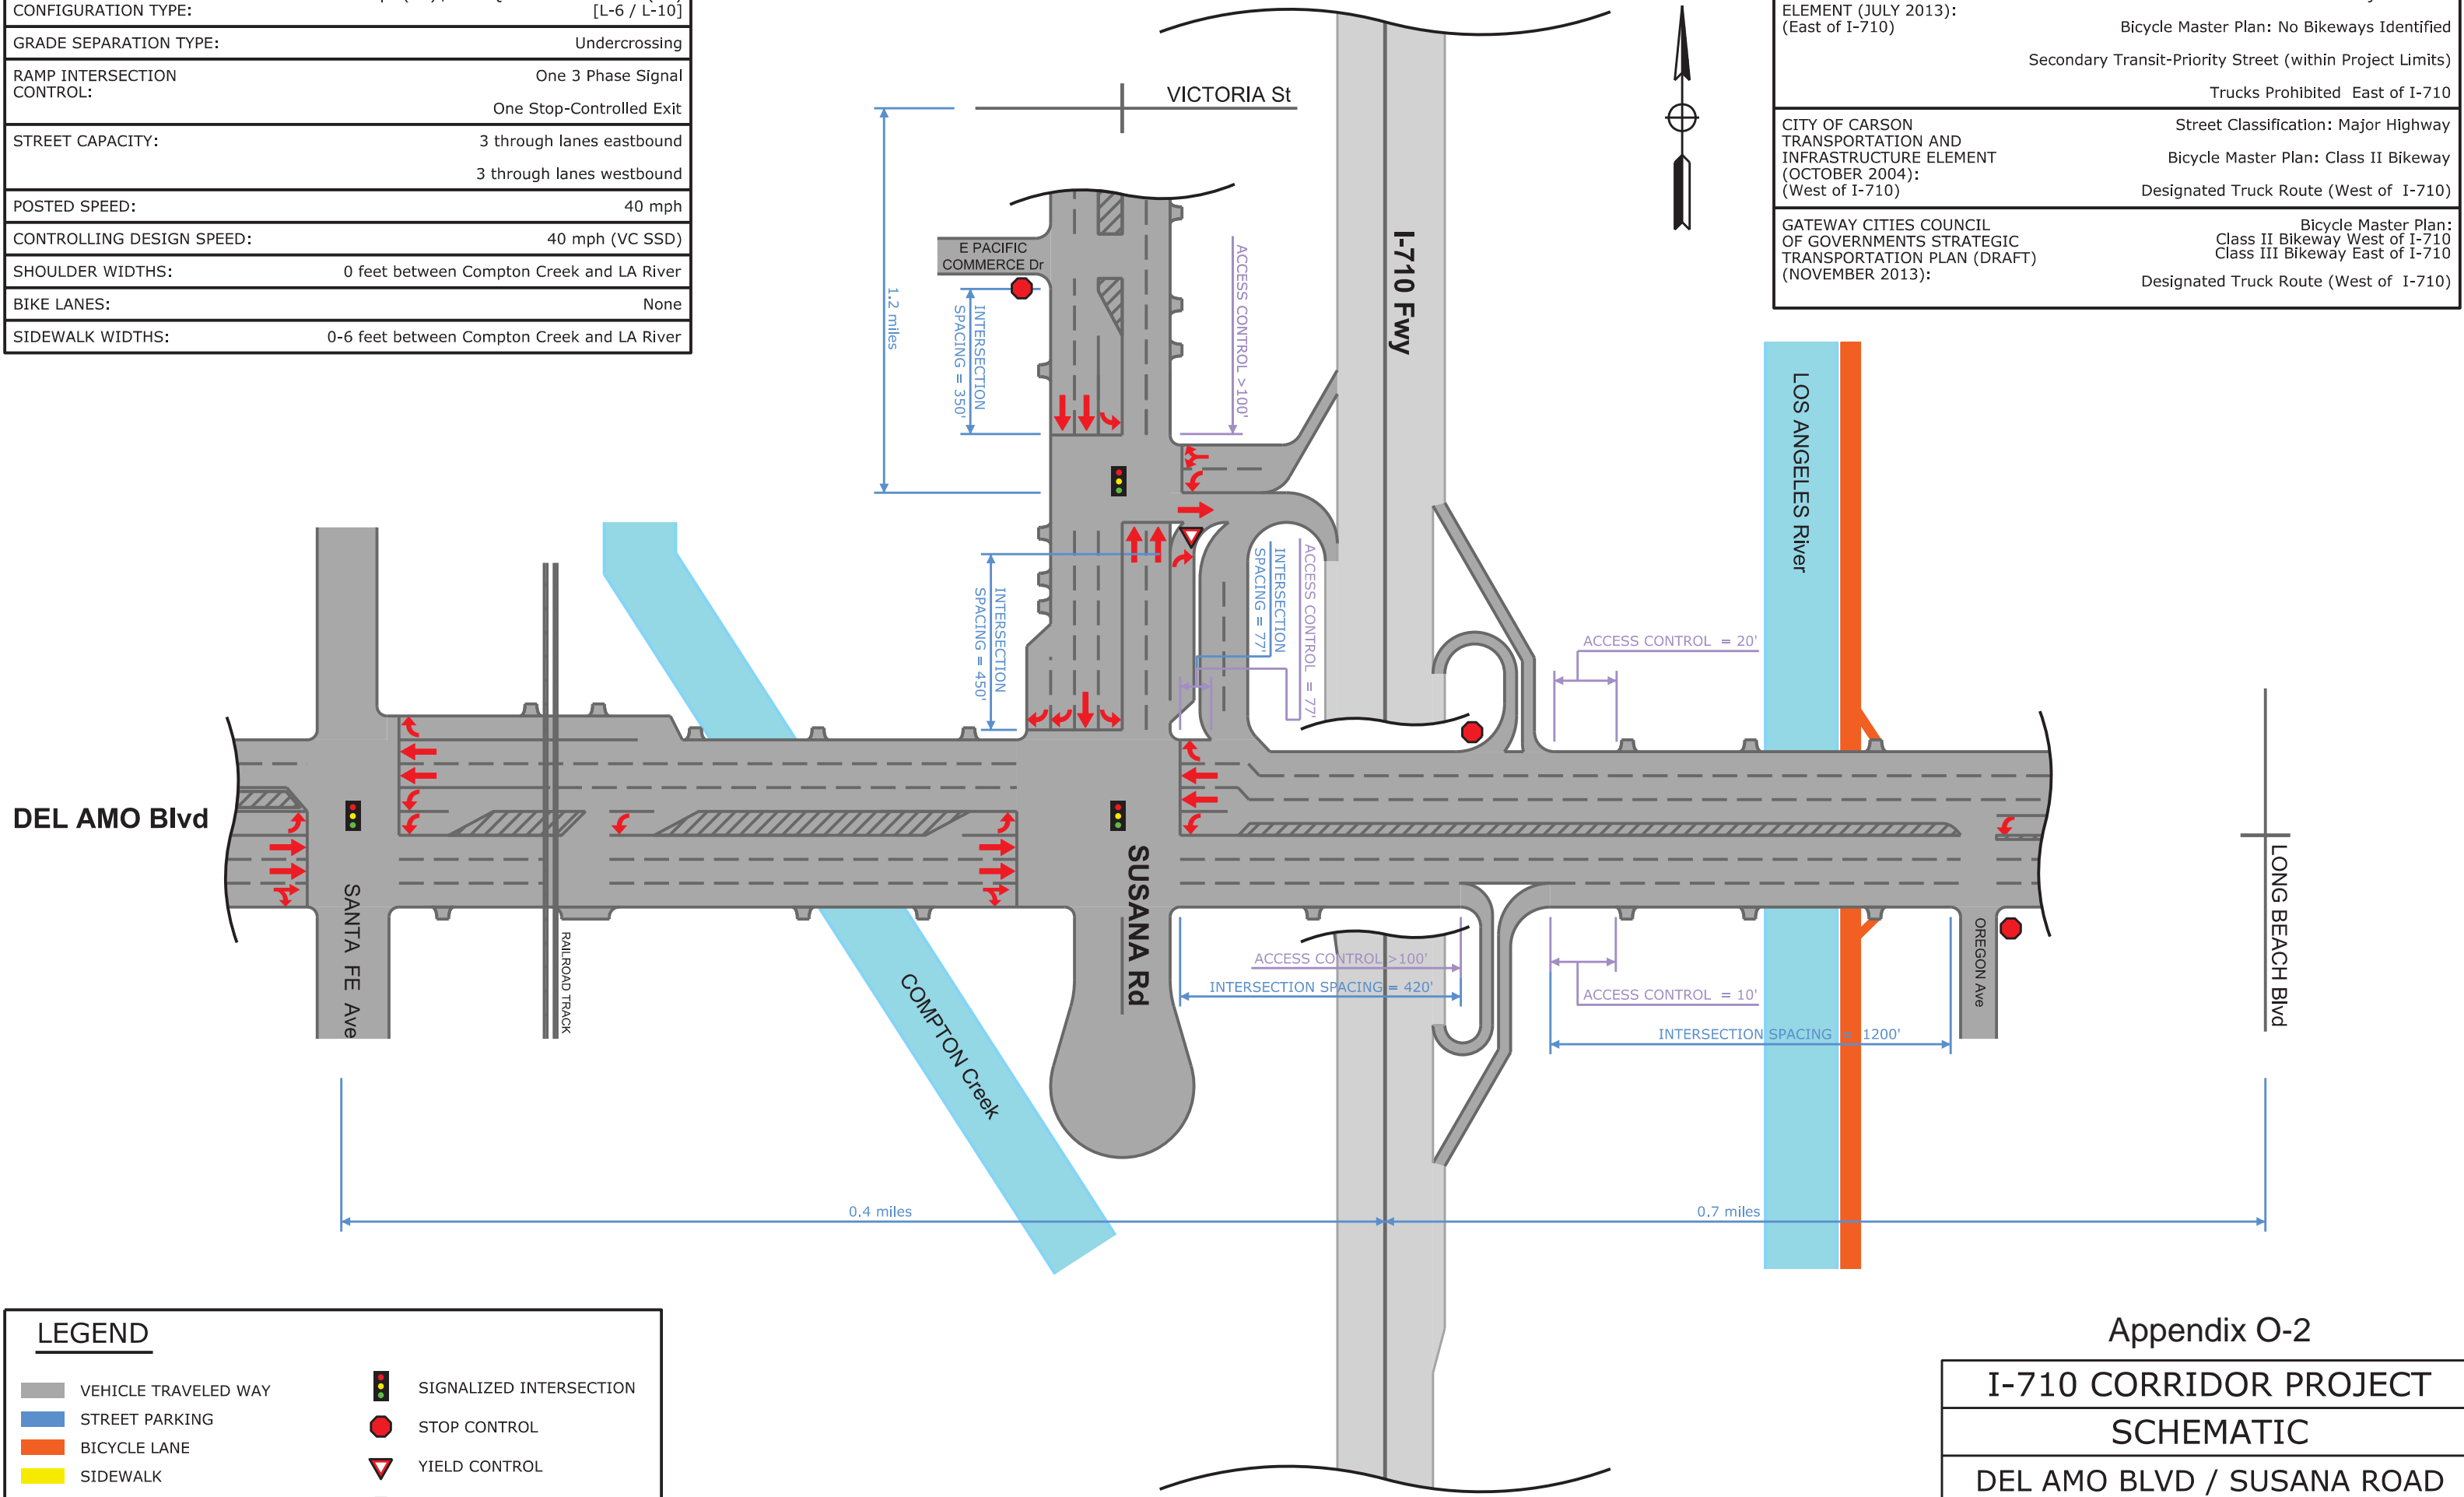 CONFIGURATION TYPE: [L-6 / L-10]
GRADE SEPARATION TYPE: Undercrossing
RAMP INTERSECTION CONTROL: One 3 Phase Signal
One Stop-Controlled Exit
STREET CAPACITY: 3 through lanes eastbound
3 through lanes westbound
POSTED SPEED: 40 mph
CONTROLLING DESIGN SPEED: 40 mph (VC SSD)
SHOULDER WIDTHS: 0 feet between Compton Creek and LA River
BIKE LANES: None
SIDEWALK WIDTHS: 0-6 feet between Compton Creek and LA River
ELEMENT (JULY 2013):
(East of I-710)
Bicycle Master Plan: No Bikeways Identified
Secondary Transit-Priority Street (within Project Limits)
Trucks Prohibited East of I-710
CITY OF CARSON
TRANSPORTATION AND
INFRASTRUCTURE ELEMENT
(OCTOBER 2004):
(West of I-710)
Street Classification: Major Highway
Bicycle Master Plan: Class II Bikeway
Designated Truck Route (West of I-710)
GATEWAY CITIES COUNCIL
OF GOVERNMENTS STRATEGIC
TRANSPORTATION PLAN (DRAFT)
(NOVEMBER 2013):
Bicycle Master Plan:
Class II Bikeway West of I-710
Class III Bikeway East of I-710
Designated Truck Route (West of I-710)
VICTORIA St
E PACIFIC
COMMERCE Dr
1.2 miles
INTERSECTION
SPACING = 350'
ACCESS CONTROL >100'
I-710 Fwy
LOS ANGELES River
INTERSECTION
SPACING = 450'
INTERSECTION
SPACING = 77'
ACCESS CONTROL = 77'
ACCESS CONTROL = 20'
DEL AMO Blvd
SANTA FE Ave
RAILROAD TRACK
COMPTON Creek
SUSANA Rd
ACCESS CONTROL >100'
INTERSECTION SPACING = 420'
ACCESS CONTROL = 10'
INTERSECTION SPACING = 1200'
OREGON Ave
LONG BEACH Blvd
0.4 miles
0.7 miles
LEGEND
VEHICLE TRAVELED WAY
STREET PARKING
BICYCLE LANE
SIDEWALK
SIGNALIZED INTERSECTION
STOP CONTROL
YIELD CONTROL
Appendix O-2
I-710 CORRIDOR PROJECT
SCHEMATIC
DEL AMO BLVD / SUSANA ROAD